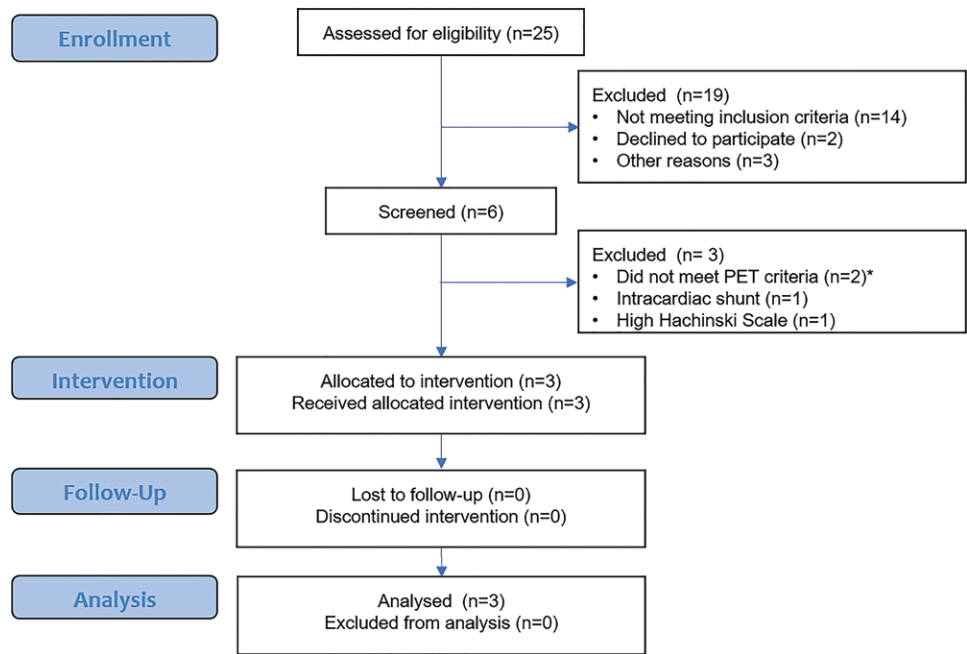 Enrollment
Assessed for eligibility (n=25)
Excluded (n=19)
• Not meeting inclusion criteria (n=14)
• Declined to participate (n=2)
• Other reasons (n=3)
Screened (n=6)
Excluded (n= 3)
• Did not meet PET criteria (n=2)*
• Intracardiac shunt (n=1)
• High Hachinski Scale (n=1)
Intervention
Allocated to intervention (n=3)
Received allocated intervention (n=3)
Follow-Up
Lost to follow-up (n=0)
Discontinued intervention (n=0)
Analysis
Analysed (n=3)
Excluded from analysis (n=0)